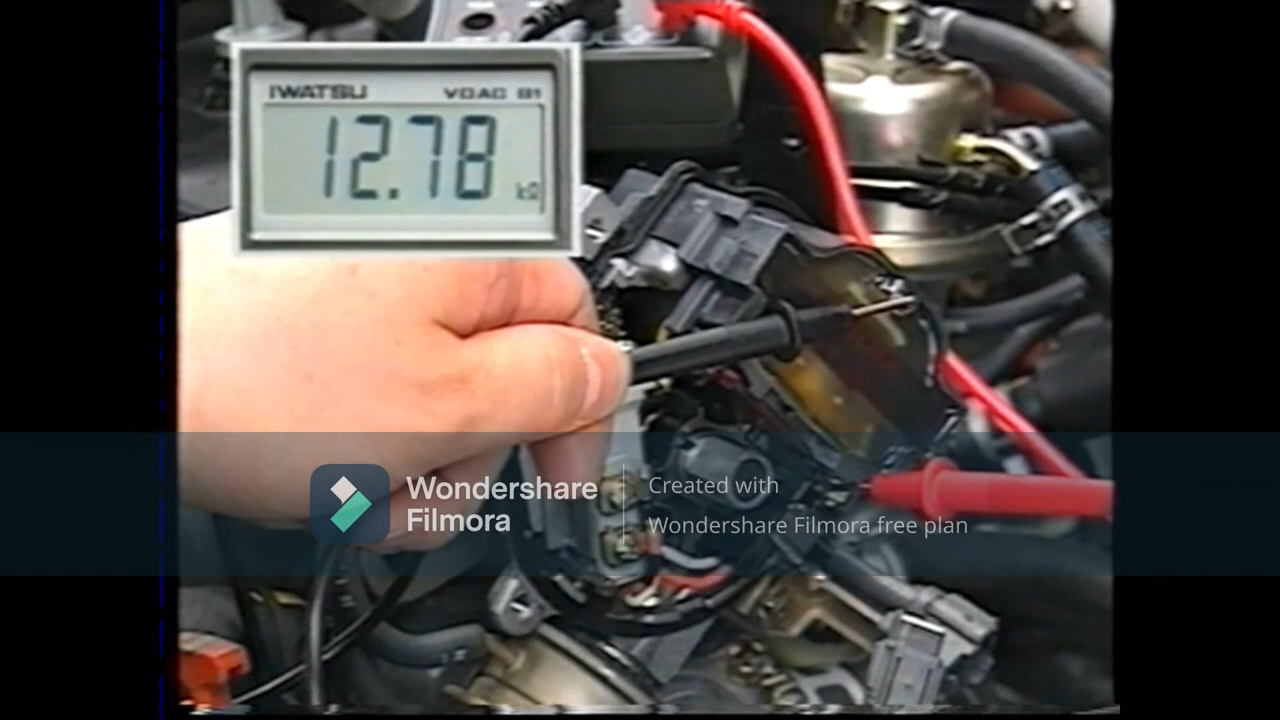 IWATSU VOAC 81
12.78
kΩ
Wondershare
Filmora
Created with
Wondershare Filmora free plan